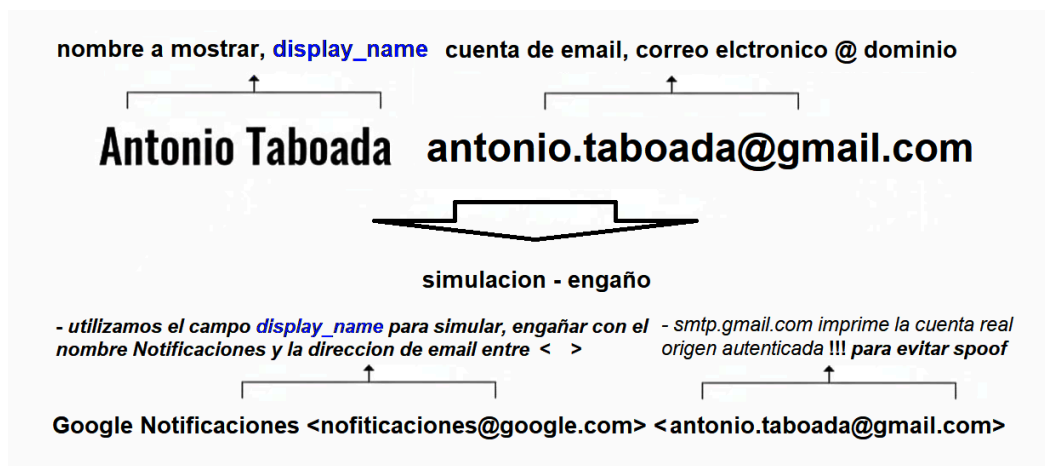 nombre a mostrar, display_name cuenta de email, correo elctronico @ dominio
Antonio Taboada antonio.taboada@gmail.com
simulacion - engaño
- utilizamos el campo display_name para simular, engañar con el
nombre Notificaciones y la direccion de email entre < >
- smtp.gmail.com imprime la cuenta real
origen autenticada !!! para evitar spoof
Google Notificaciones <nofiticaciones@google.com> <antonio.taboada@gmail.com>